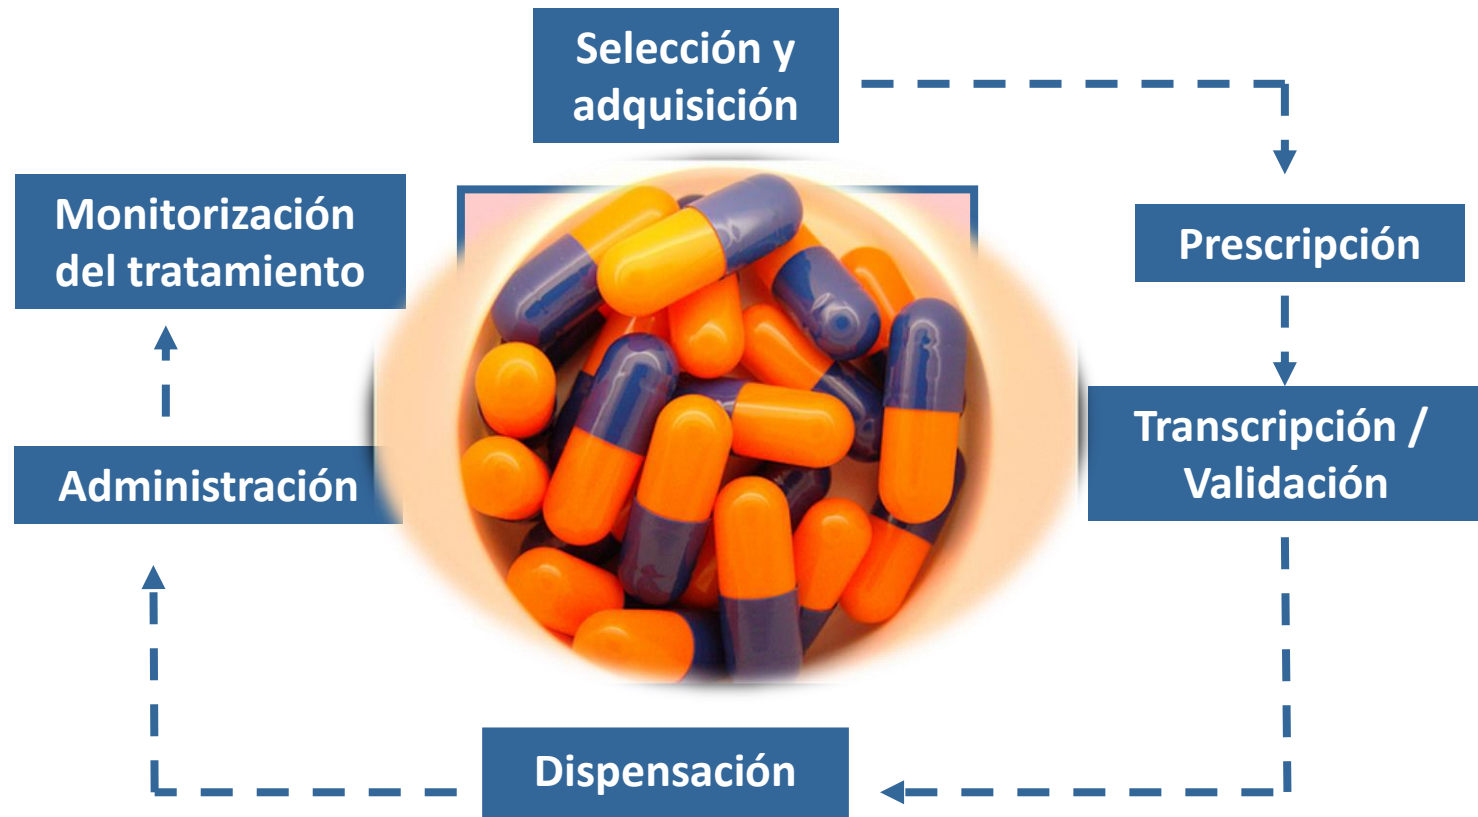 Selección y
adquisición
Prescripción
Transcripción /
Validación
Dispensación
Administración
Monitorización
del tratamiento